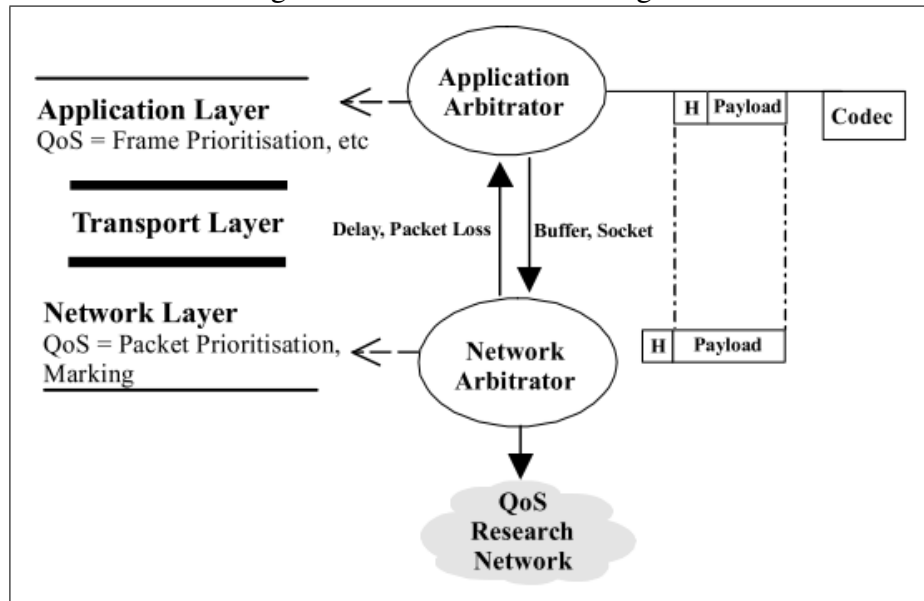 Application
Arbitrator
H
Payload
Codec
Application Layer
QoS = Frame Prioritisation, etc
Transport Layer
Delay, Packet Loss
Buffer, Socket
Network Layer
QoS = Packet Prioritisation,
Marking
Network
Arbitrator
H
Payload
QoS
Research
Network